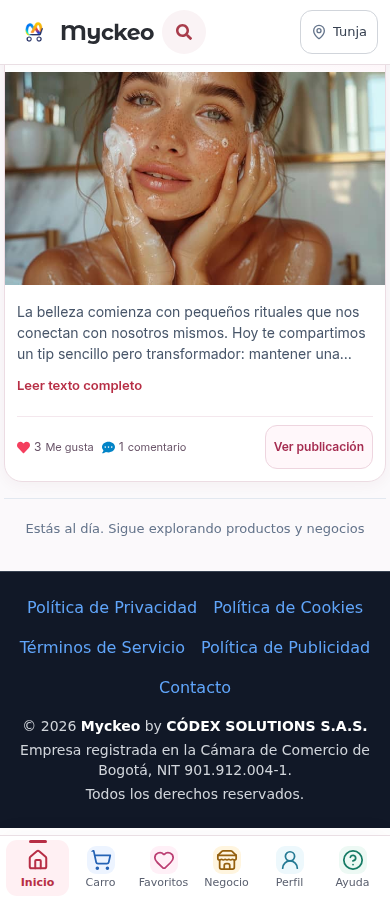 Myckeo
Tunja
La belleza comienza con pequeños rituales que nos
conectan con nosotros mismos. Hoy te compartimos
un tip sencillo pero transformador: mantener una...
Leer texto completo
3 Me gusta 1 comentario
Ver publicación
Estás al día. Sigue explorando productos y negocios
Política de Privacidad Política de Cookies
Términos de Servicio Política de Publicidad
Contacto
© 2026 Myckeo by CÓDEX SOLUTIONS S.A.S.
Empresa registrada en la Cámara de Comercio de
Bogotá, NIT 901.912.004-1.
Todos los derechos reservados.
Inicio Carro Favoritos Negocio Perfil Ayuda